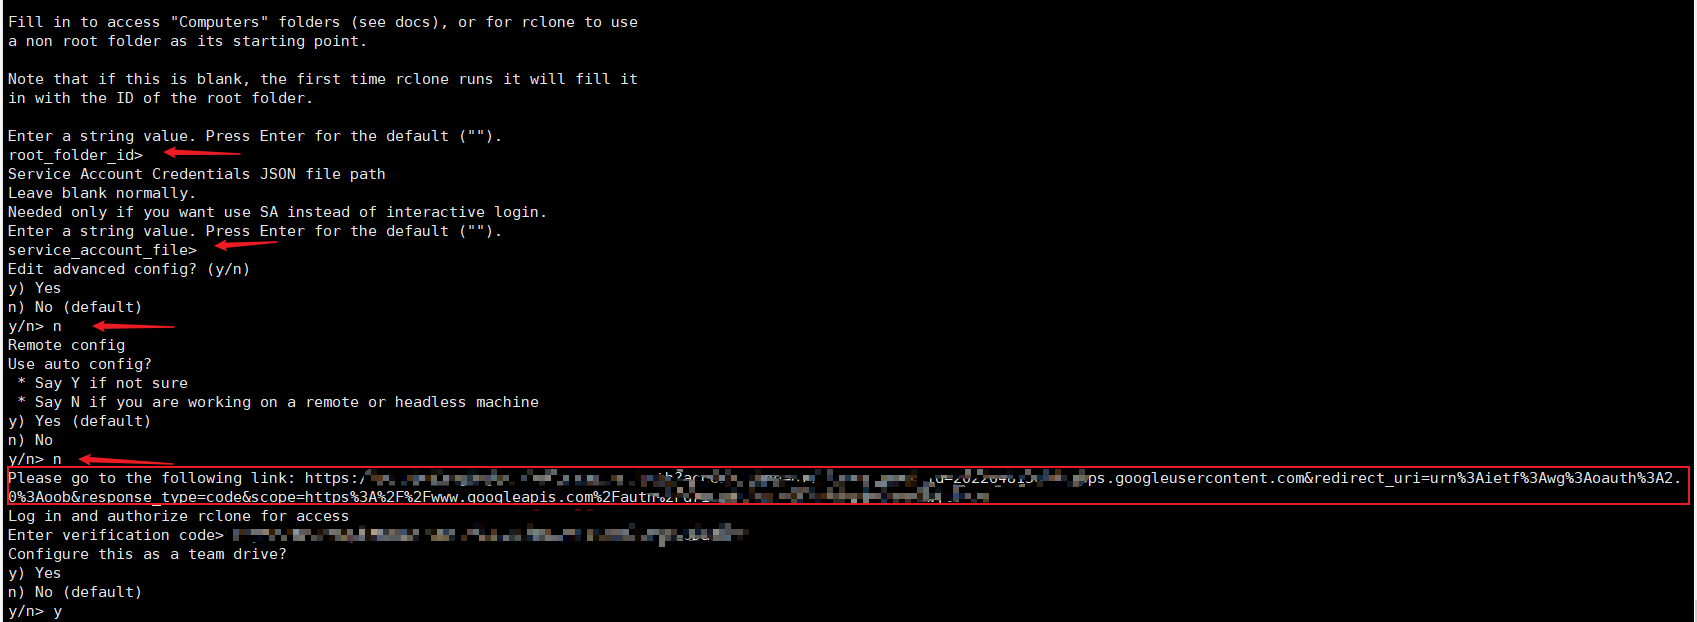 Fill in to access "Computers" folders (see docs), or for rclone to use
a non root folder as its starting point.
Note that if this is blank, the first time rclone runs it will fill it
in with the ID of the root folder.
Enter a string value. Press Enter for the default ("").
root_folder_id>
Service Account Credentials JSON file path
Leave blank normally.
Needed only if you want use SA instead of interactive login.
Enter a string value. Press Enter for the default ("").
service_account_file>
Edit advanced config? (y/n)
y) Yes
n) No (default)
y/n> n
Remote config
Use auto config?
 * Say Y if not sure
 * Say N if you are working on a remote or headless machine
y) Yes (default)
n) No
y/n> n
Please go to the following link: https:/ ps.googleusercontent.com&redirect_uri=urn%3Aietf%3Awg%3Aoauth%3A2.
0%3Aoob&response_type=code&scope=https%3A%2F%2Fwww.googleapis.com%2Fauth%2F
Log in and authorize rclone for access
Enter verification code>
Configure this as a team drive?
y) Yes
n) No (default)
y/n> y